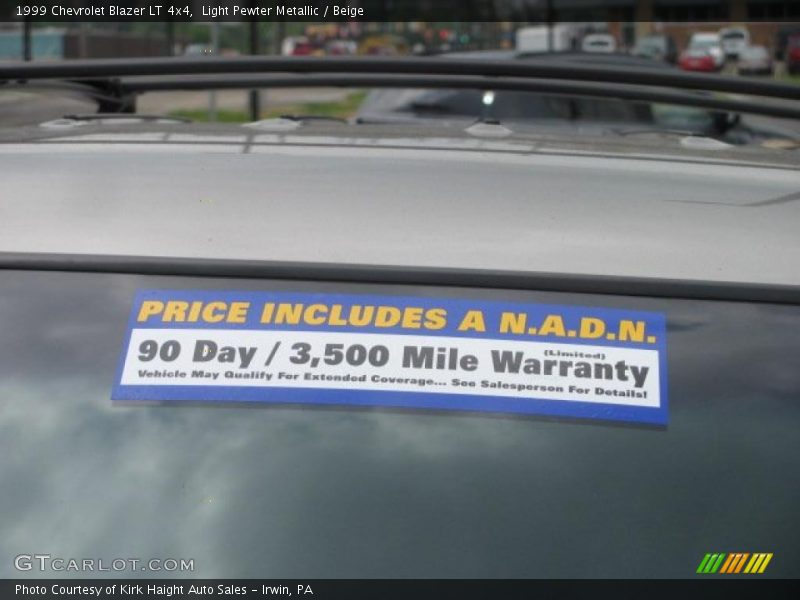 1999 Chevrolet Blazer LT 4x4,  Light Pewter Metallic / Beige
PRICE INCLUDES A N.A.D.N.
(Limited)
90 Day / 3,500 Mile Warranty
Vehicle May Qualify For Extended Coverage... See Salesperson For Details!
GTCARLOT.COM
Photo Courtesy of Kirk Haight Auto Sales - Irwin, PA